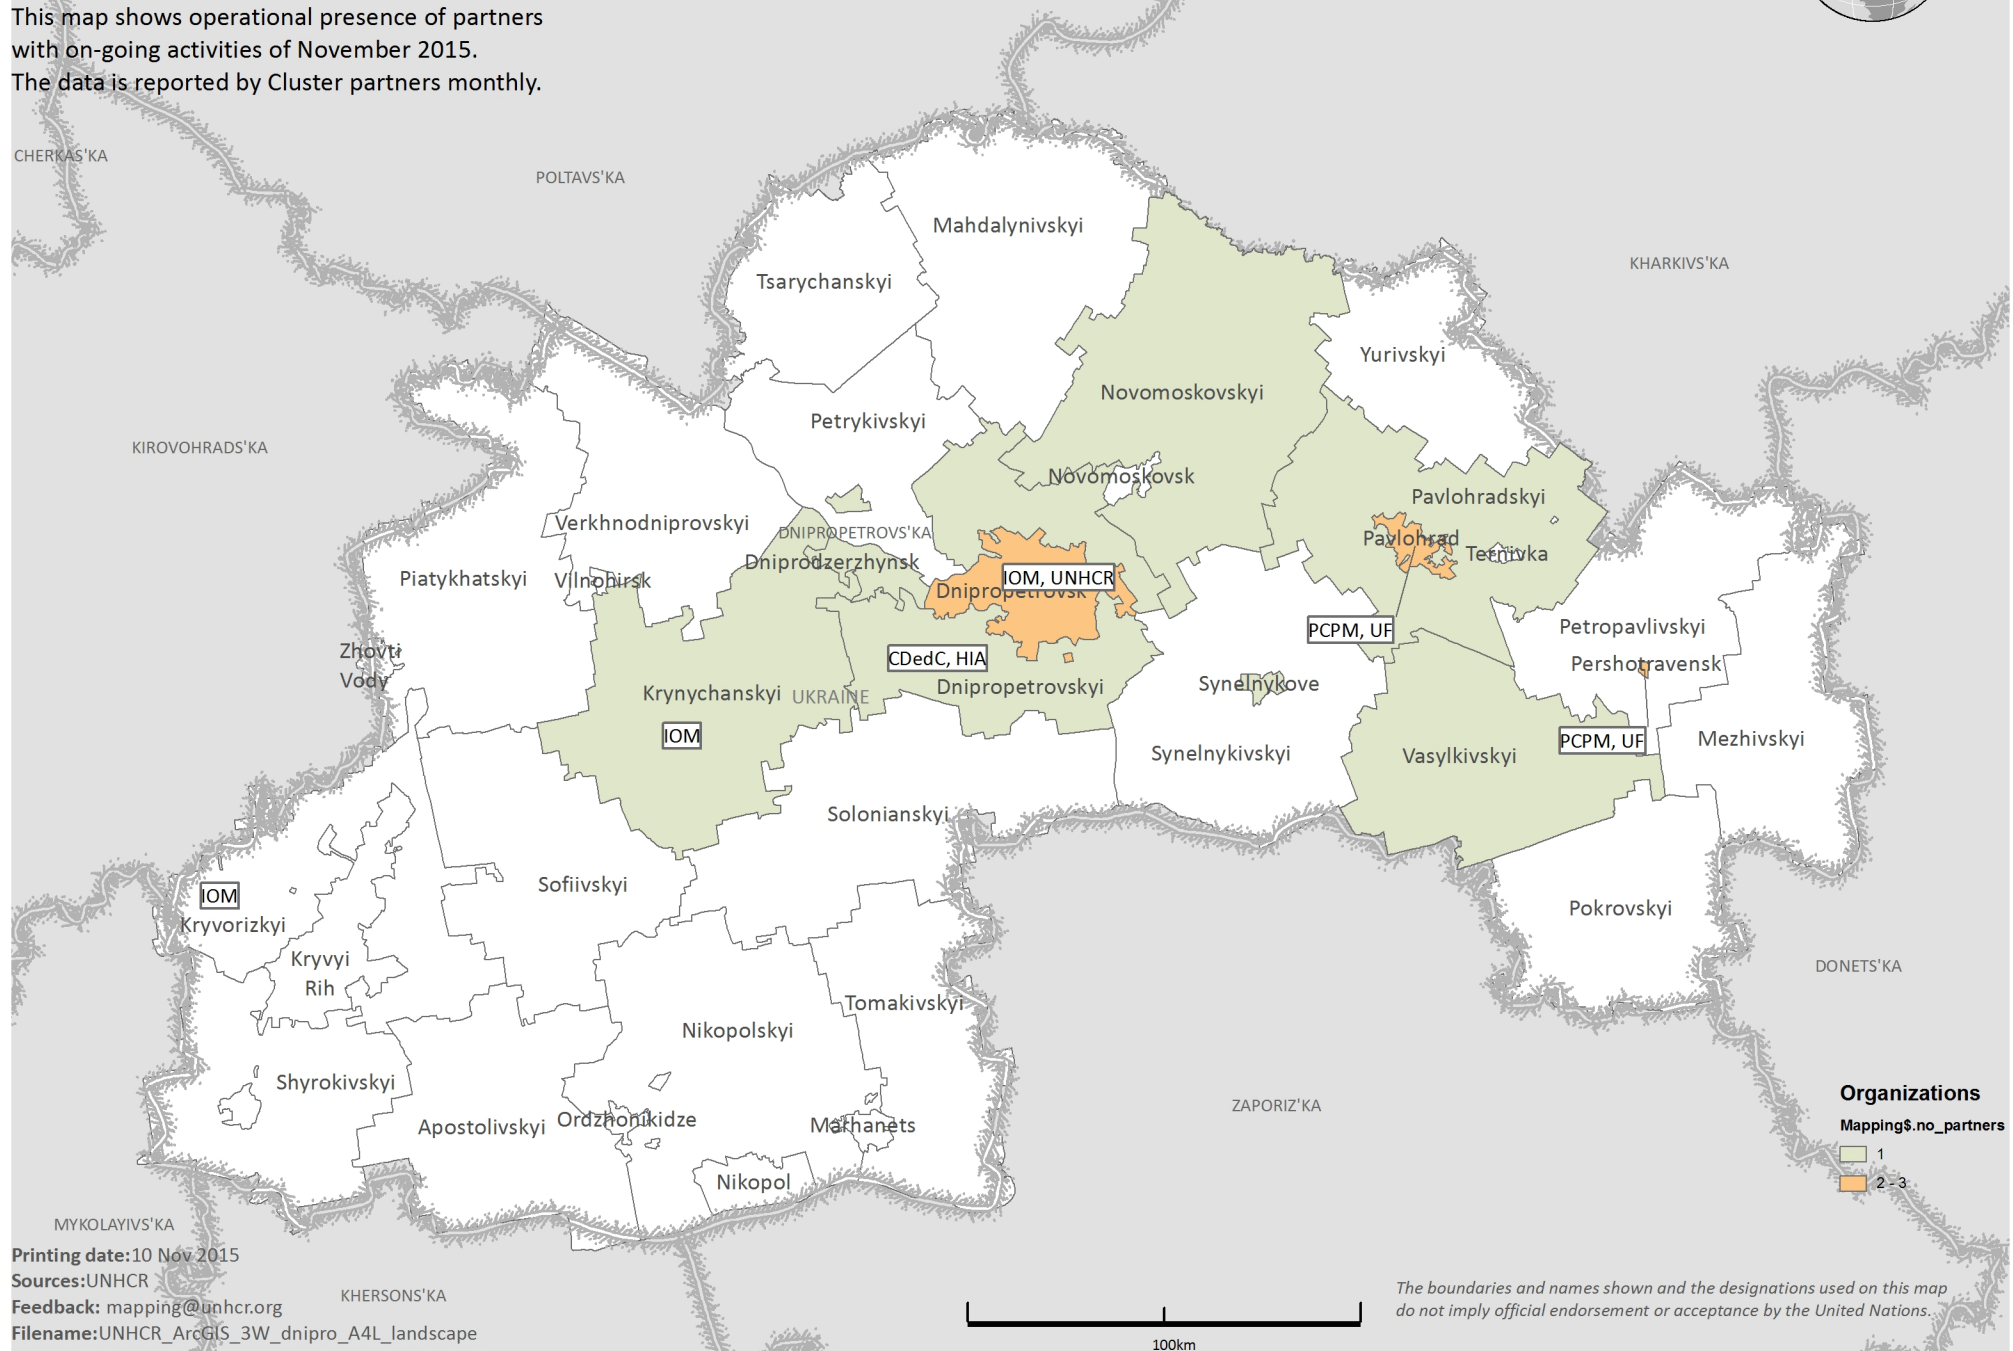 This map shows operational presence of partners
with on-going activities of November 2015.
The data is reported by Cluster partners monthly.
CHERKAS'KA
POLTAVS'KA
KHARKIVS'KA
KIROVOHRADS'KA
Mahdalynivskyi
Tsarychanskyi
Yurivskyi
Novomoskovskyi
Petrykivskyi
Novomoskovsk
Pavlohradskyi
Verkhnodniprovskyi
DNIPROPETROVS'KA
Pavlohrad
Ternivka
Dniprodzerzhynsk
Piatykhatskyi
Vilnohirsk
IOM, UNHCR
Dnipropetrovsk
PCPM, UF
Petropavlivskyi
Zhovti
Vody
CDedC, HIA
Pershotravensk
Krynychanskyi
UKRAINE
Dnipropetrovskyi
Synelnykove
IOM
PCPM, UF
Mezhivskyi
Synelnykivskyi
Vasylkivskyi
Solonianskyi
Sofiivskyi
IOM
Kryvorizkyi
Pokrovskyi
Kryvyi
Rih
DONETS'KA
Tomakivskyi
Nikopolskyi
Shyrokivskyi
Apostolivskyi
Ordzhonikidze
Marhanets
ZAPORIZ'KA
Nikopol
Organizations
Mapping$.no_partners
1
2 - 3
MYKOLAYIVS'KA
KHERSONS'KA
Printing date:10 Nov 2015
Sources:UNHCR
Feedback: mapping@unhcr.org
Filename:UNHCR_ArcGIS_3W_dnipro_A4L_landscape
100km
The boundaries and names shown and the designations used on this map
do not imply official endorsement or acceptance by the United Nations.